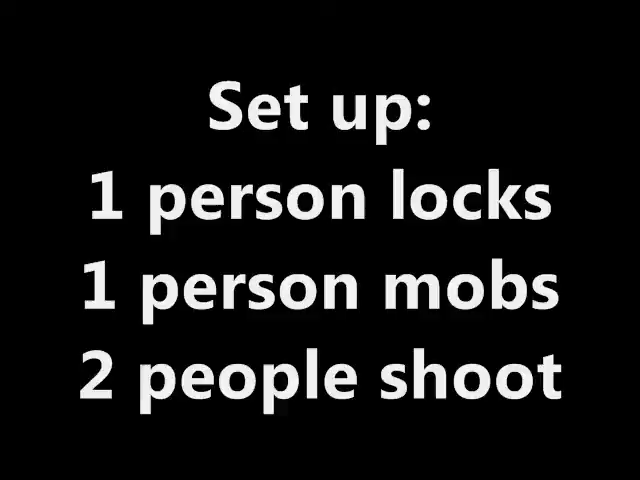 Set up:
1 person locks
1 person mobs
2 people shoot